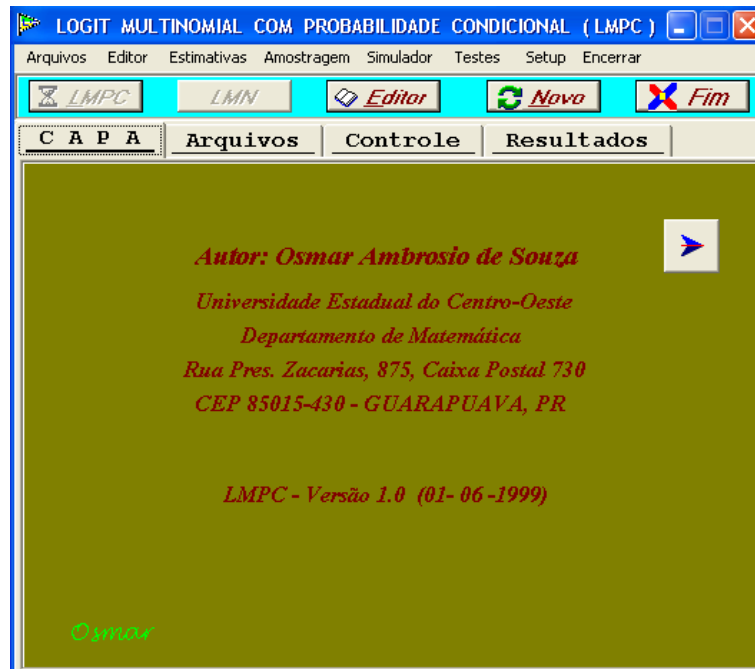 LOGIT MULTINOMIAL COM PROBABILIDADE CONDICIONAL ( LMPC )
Arquivos Editor Estimativas Amostragem Simulador Testes Setup Encerrar
LMPC LMN Editor Novo Fim
C A P A Arquivos Controle Resultados
Autor: Osmar Ambrosio de Souza
Universidade Estadual do Centro-Oeste
Departamento de Matemática
Rua Pres. Zacarias, 875, Caixa Postal 730
CEP 85015-430 - GUARAPUAVA, PR
LMPC - Versão 1.0 (01- 06 -1999)
Osmar